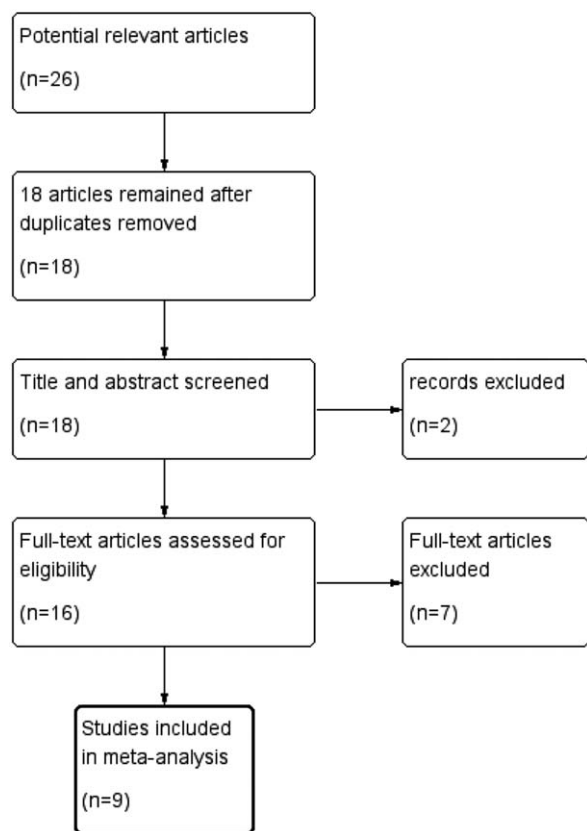 Potential relevant articles
(n=26)
18 articles remained after
duplicates removed
(n=18)
Title and abstract screened
(n=18)
records excluded
(n=2)
Full-text articles assessed for
eligibility
(n=16)
Full-text articles
excluded
(n=7)
Studies included
in meta-analysis
(n=9)